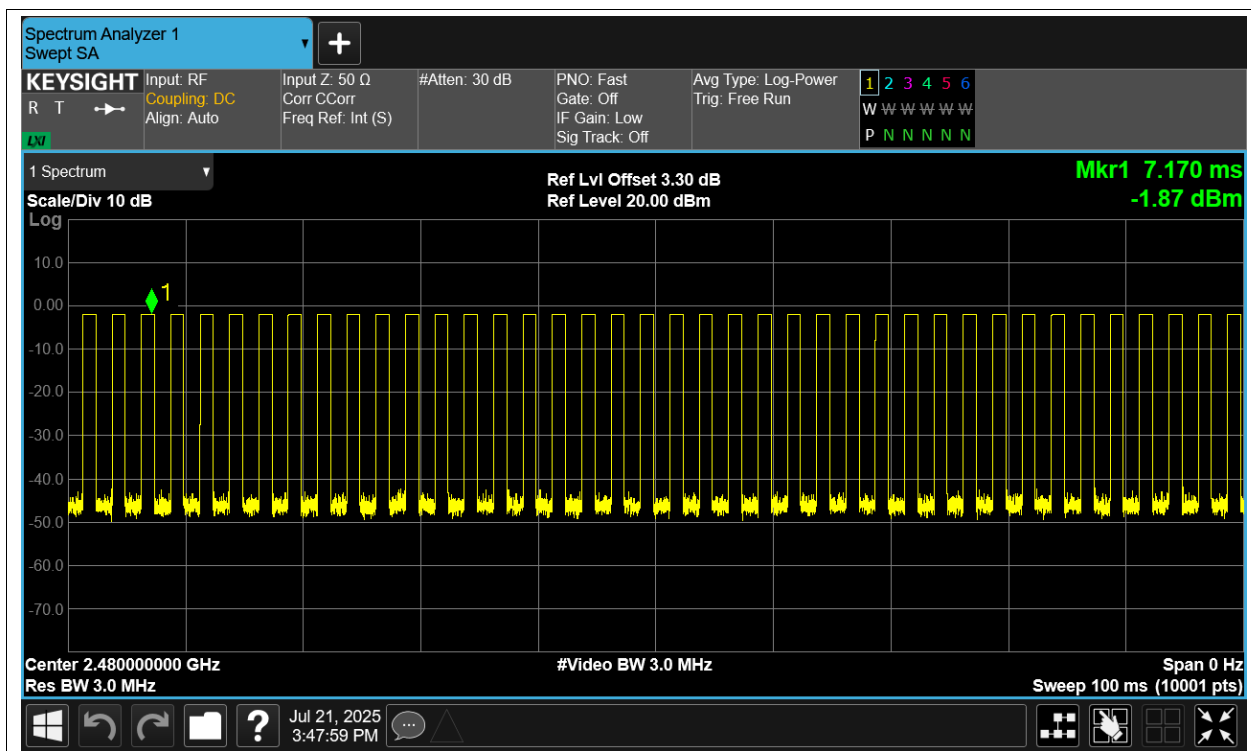 Spectrum Analyzer 1
Swept SA
KEYSIGHT
R T
LXI
Input: RF
Coupling: DC
Align: Auto
Input Z: 50 Ω
Corr CCorr
Freq Ref: Int (S)
#Atten: 30 dB
PNO: Fast
Gate: Off
IF Gain: Low
Sig Track: Off
Avg Type: Log-Power
Trig: Free Run
1 2 3 4 5 6
W W W W W W
P N N N N N
1 Spectrum
Scale/Div 10 dB
Log
Ref Lvl Offset 3.30 dB
Ref Level 20.00 dBm
Mkr1 7.170 ms
-1.87 dBm
10.0
0.00
-10.0
-20.0
-30.0
-40.0
-50.0
-60.0
-70.0
1
Center 2.480000000 GHz
Res BW 3.0 MHz
#Video BW 3.0 MHz
Span 0 Hz
Sweep 100 ms (10001 pts)
?
Jul 21, 2025
3:47:59 PM